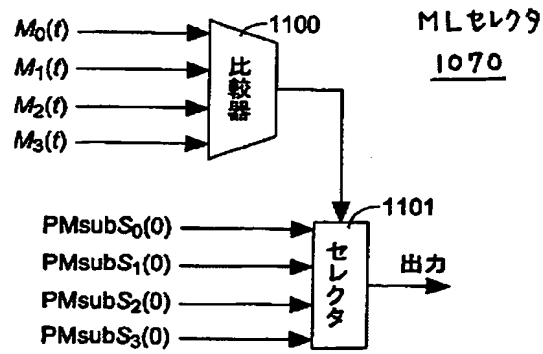 MLセレクタ
1070
1100
M₀(t)
M₁(t)
M₂(t)
M₃(t)
比較器
1101
PMsubS₀(0)
PMsubS₁(0)
PMsubS₂(0)
PMsubS₃(0)
セレクタ
出力